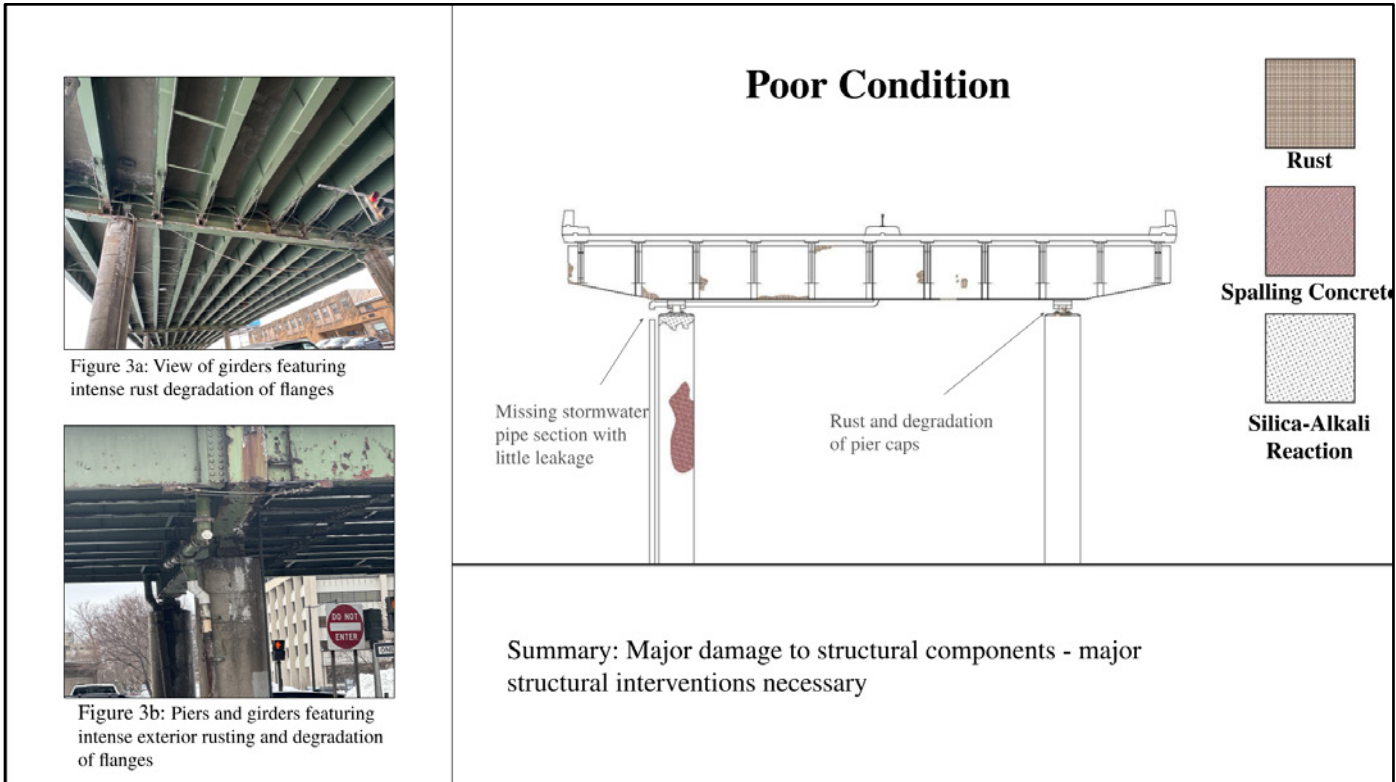 Figure 3a: View of girders featuring
intense rust degradation of flanges
DO NOT
ENTER
Figure 3b: Piers and girders featuring
intense exterior rusting and degradation
of flanges
Poor Condition
Missing stormwater
pipe section with
little leakage
Rust and degradation
of pier caps
Rust
Spalling Concrete
Silica-Alkali
Reaction
Summary: Major damage to structural components - major
structural interventions necessary